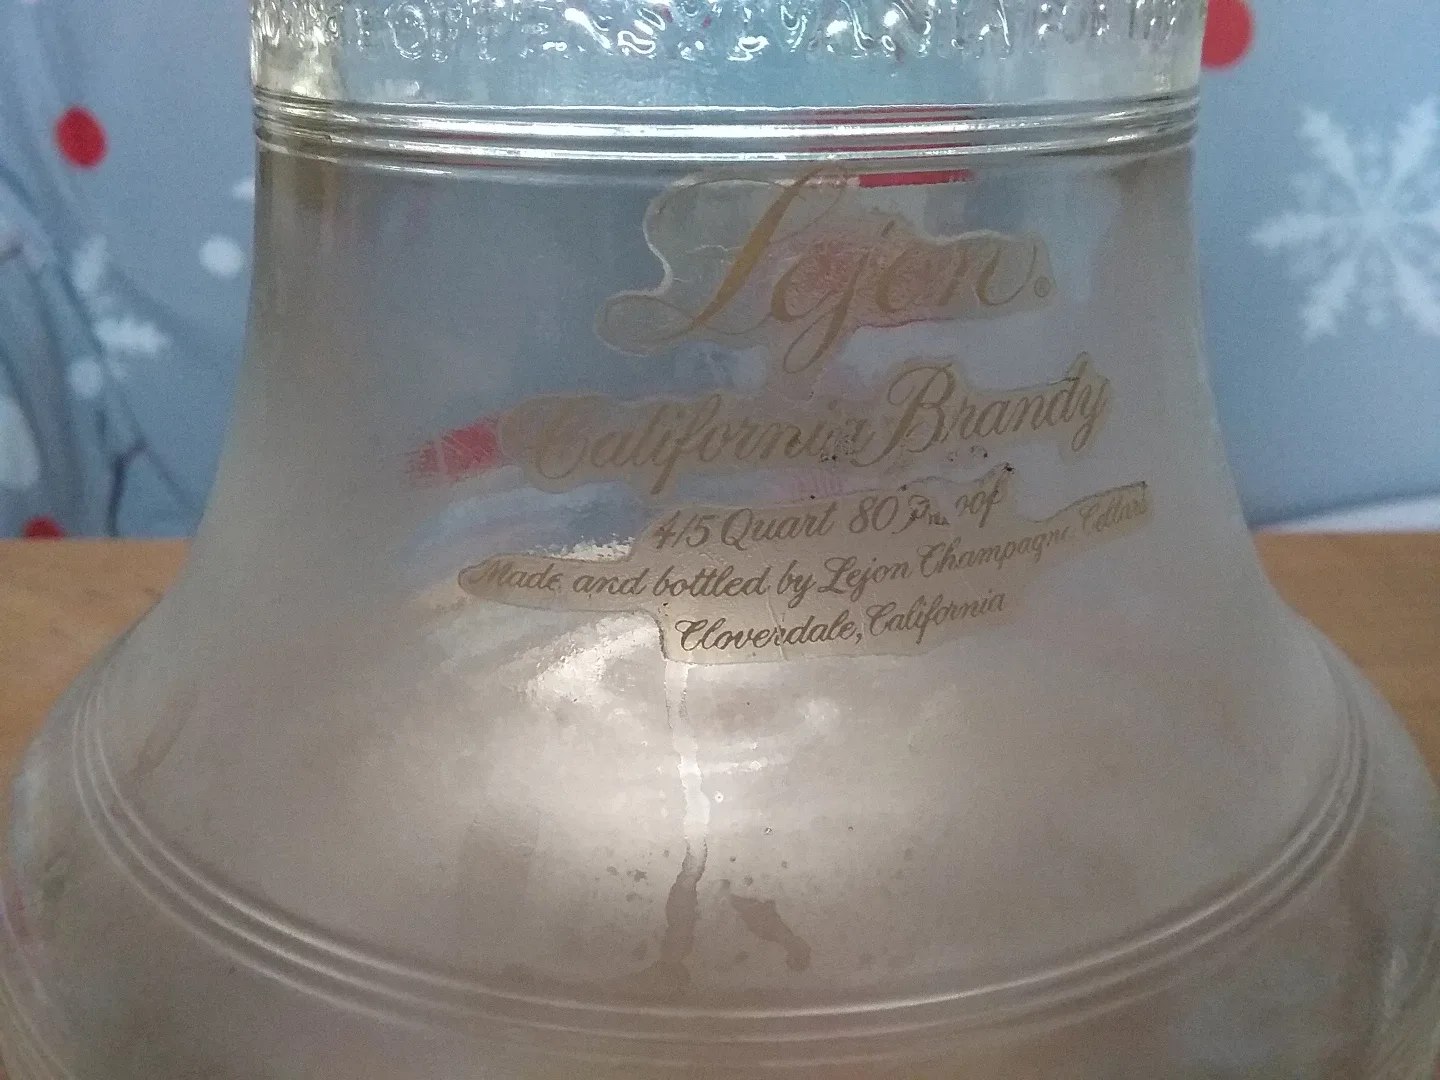 Lejon.®
California Brandy
4/5 Quart 80 Proof
Made and bottled by Lejon Champagne Cellars
Cloverdale, California